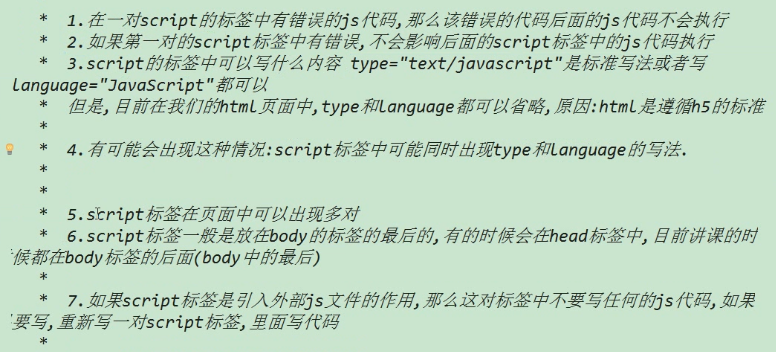 * 1.在一对script的标签中有错误的js代码,那么该错误的代码后面的js代码不会执行
* 2.如果第一对的script标签中有错误,不会影响后面的script标签中的js代码执行
* 3.script的标签中可以写什么内容 type="text/javascript"是标准写法或者写
language="JavaScript"都可以
* 但是,目前在我们的html页面中,type和language都可以省略,原因:html是遵循h5的标准
*
* 4.有可能会出现这种情况:script标签中可能同时出现type和language的写法.
*
*
* 5.script标签在页面中可以出现多对
* 6.script标签一般是放在body的标签的最后的,有的时候会在head标签中,目前讲课的时
候都在body标签的后面(body中的最后)
*
* 7.如果script标签是引入外部js文件的作用,那么这对标签中不要写任何的js代码,如果
要写,重新写一对script标签,里面写代码
*